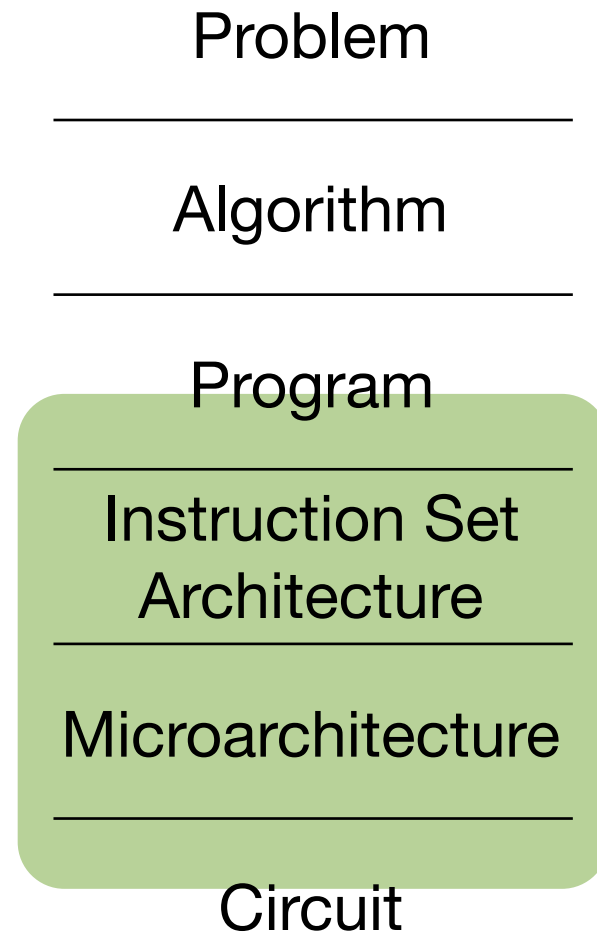 Problem
Algorithm
Program
Instruction Set
Architecture
Microarchitecture
Circuit